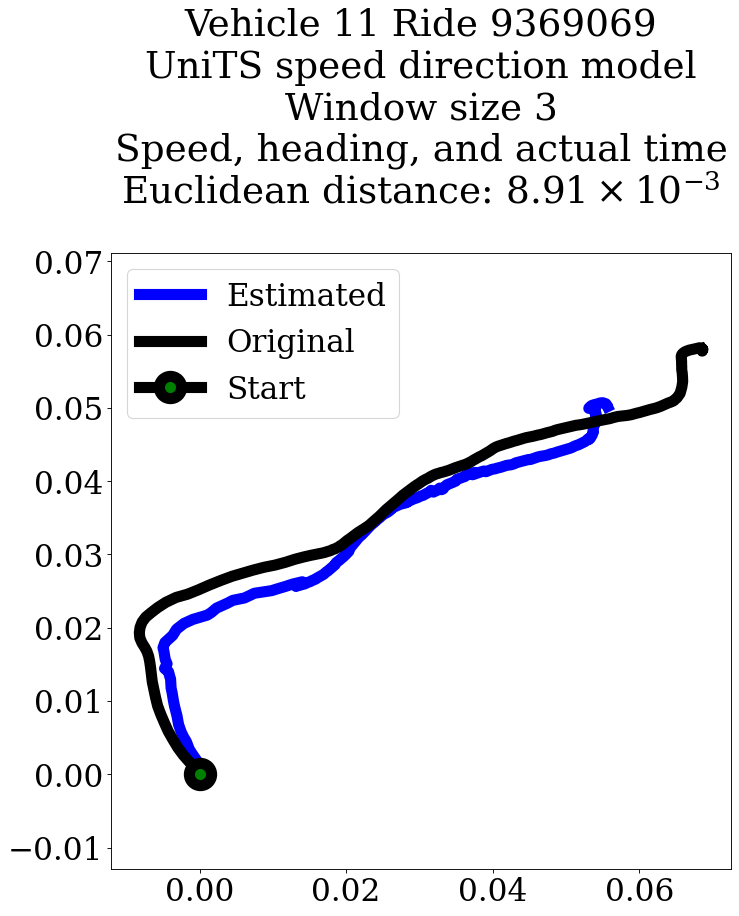 Vehicle 11 Ride 9369069
UniTS speed direction model
Window size 3
Speed, heading, and actual time
Euclidean distance: 8.91 × 10⁻³
0.07
0.06
0.05
0.04
0.03
0.02
0.01
0.00
−0.01
Estimated
Original
Start
0.00 0.02 0.04 0.06